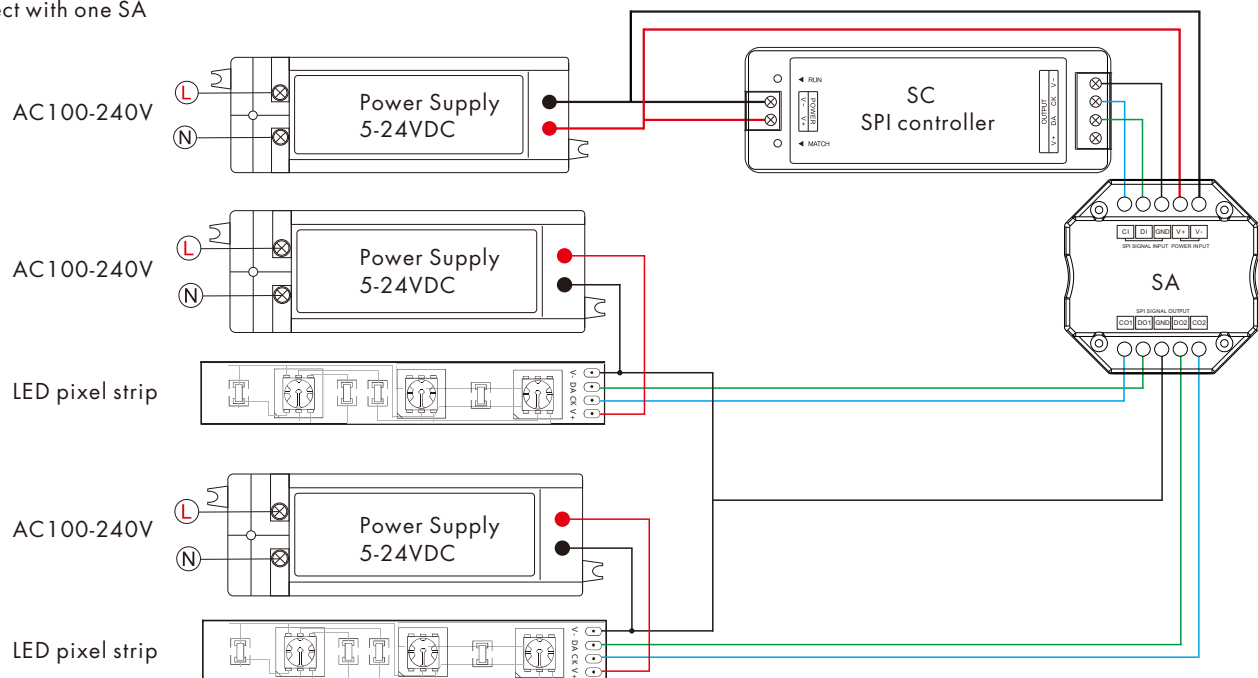 ect with one SA
AC100-240V
L
N
Power Supply
5-24VDC
RUN
POWER
V- V+
MATCH
SC
SPI controller
OUTPUT
V+ DA CK V-
AC100-240V
L
N
Power Supply
5-24VDC
CI DI GND V+ V-
SPI SIGNAL INPUT POWER INPUT
SA
SPI SIGNAL OUTPUT
CO1 DO1 GND DO2 CO2
LED pixel strip
V- DA CK V+
AC100-240V
L
N
Power Supply
5-24VDC
LED pixel strip
V- DA CK V+